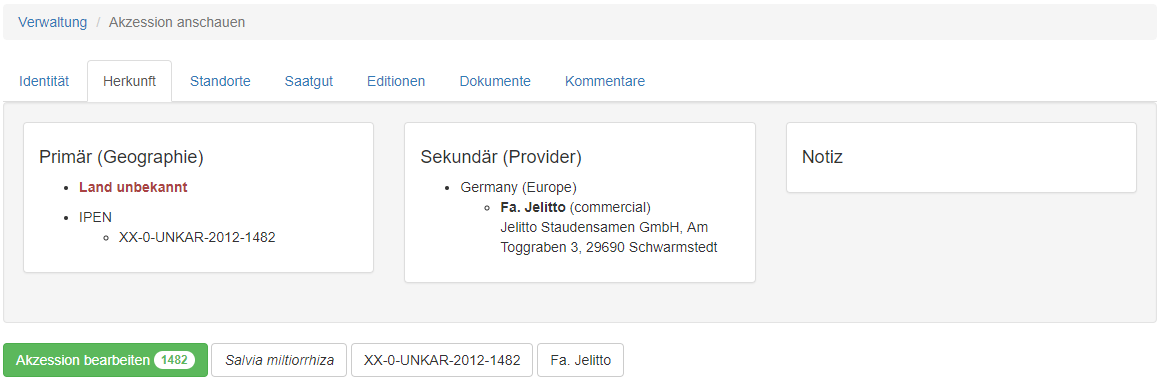 Verwaltung / Akzession anschauen
Identität Herkunft Standorte Saatgut Editionen Dokumente Kommentare
Primär (Geographie)
Land unbekannt
IPEN
XX-0-UNKAR-2012-1482
Sekundär (Provider)
Germany (Europe)
Fa. Jelitto (commercial)
Jelitto Staudensamen GmbH, Am
Toggraben 3, 29690 Schwarmstedt
Notiz
Akzession bearbeiten 1482 Salvia miltiorrhiza XX-0-UNKAR-2012-1482 Fa. Jelitto